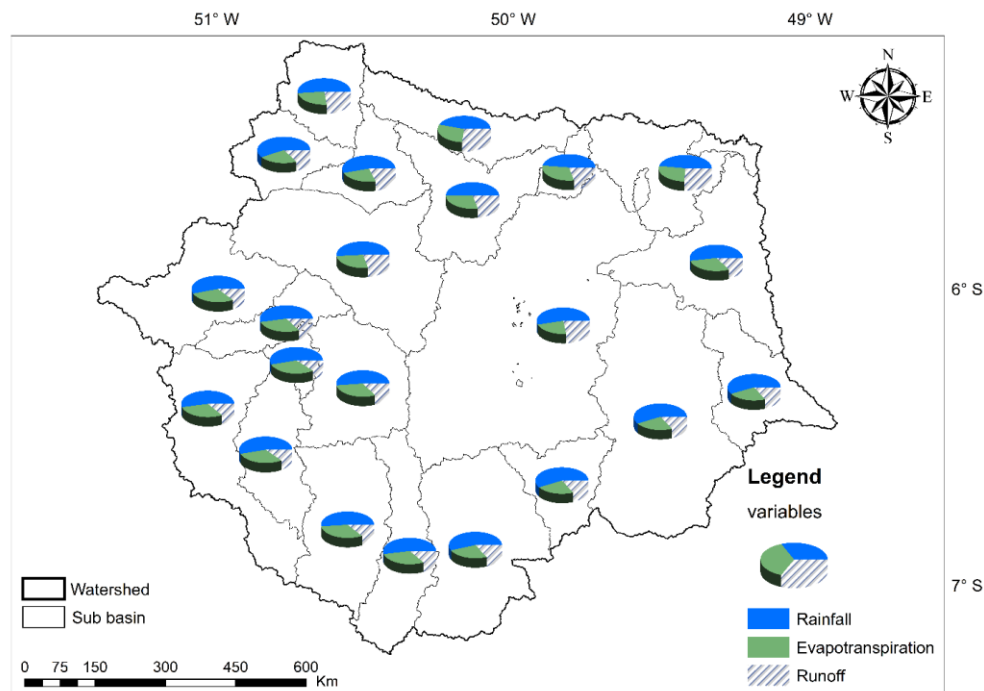 51° W 50° W 49° W
N
W E
S
6° S
Legend
variables
7° S
Watershed
Sub basin
Rainfall
Evapotranspiration
Runoff
0 75 150 300 450 600
Km